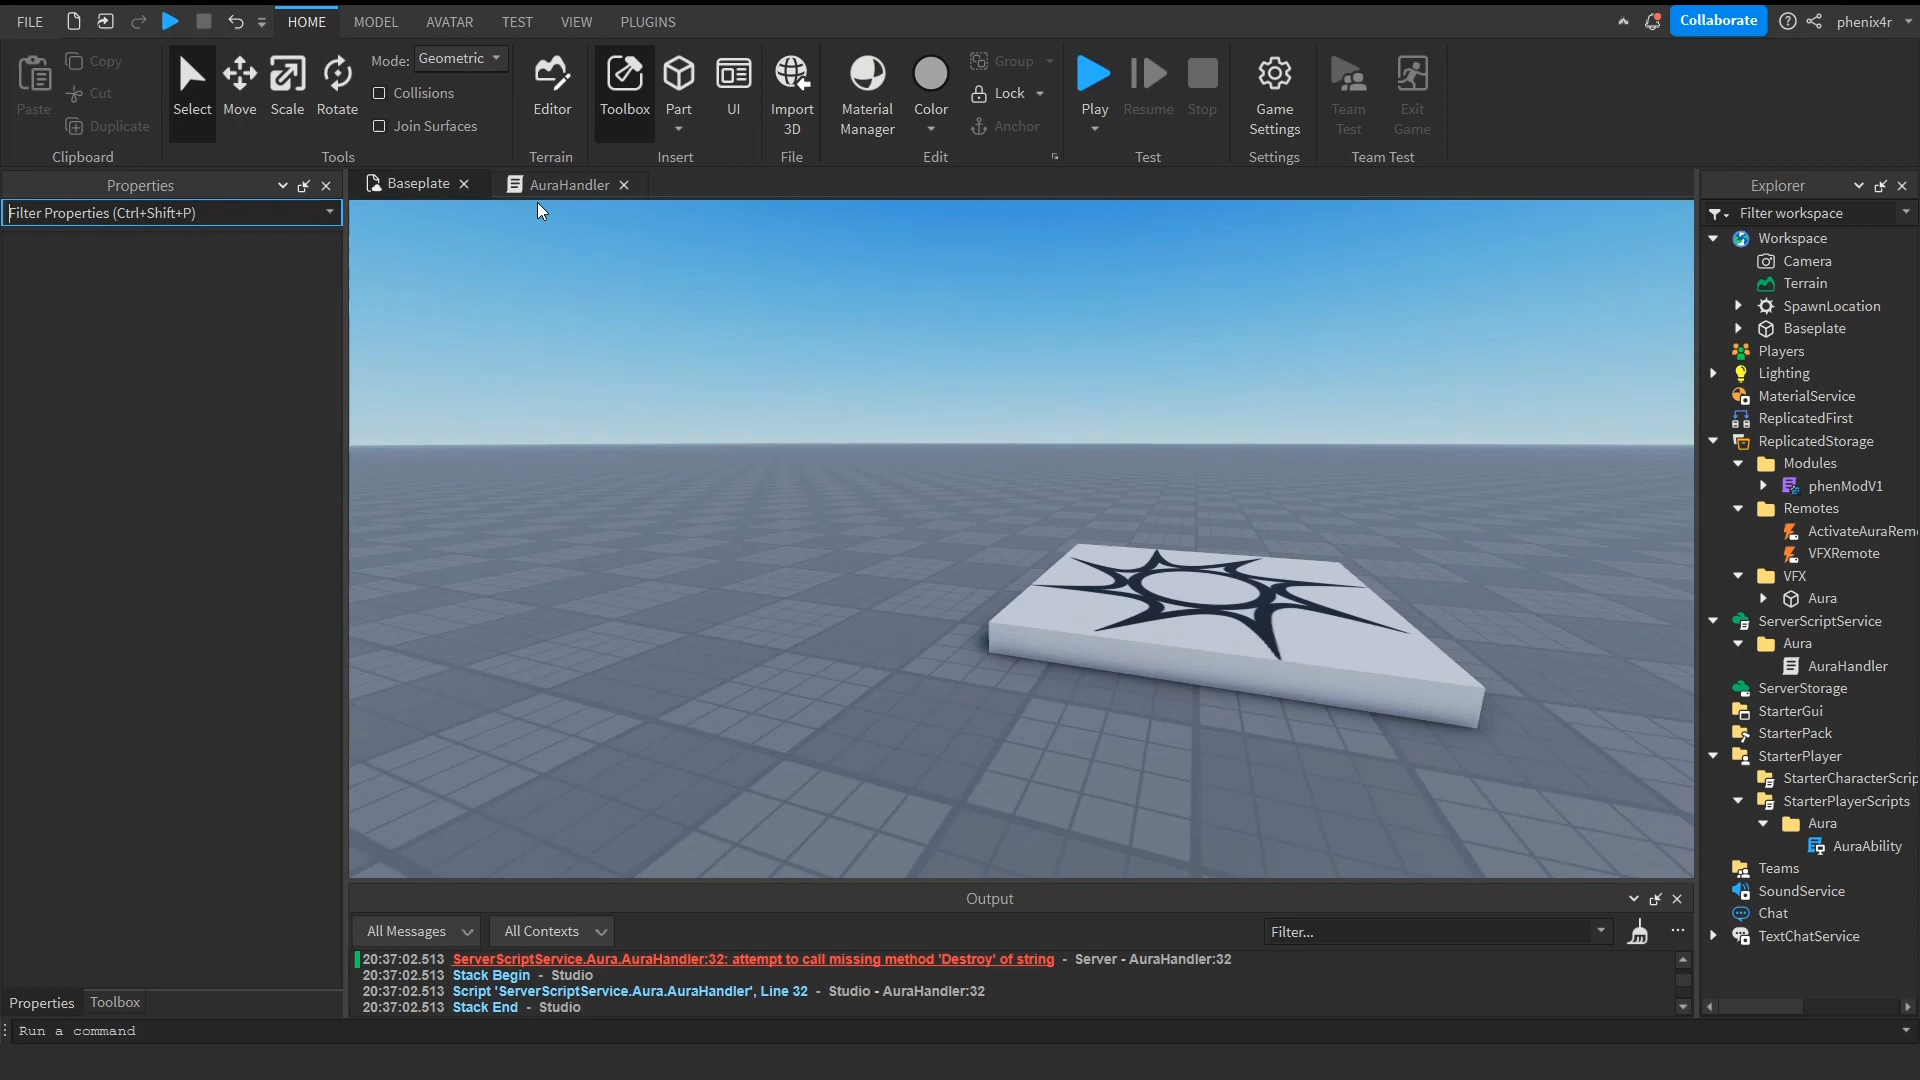 FILE HOME MODEL AVATAR TEST VIEW PLUGINS Collaborate phenix4r
Paste Copy Cut Duplicate Clipboard
Select Move Scale Rotate Mode: Geometric Collisions Join Surfaces Tools
Editor Terrain
Toolbox Part UI Insert
Import 3D File
Material Manager Color Group Lock Anchor Edit
Play Resume Stop Test
Game Settings Settings
Team Test Exit Game Team Test
Properties
Filter Properties (Ctrl+Shift+P)
Baseplate AuraHandler
Explorer
Filter workspace
Workspace
Camera
Terrain
SpawnLocation
Baseplate
Players
Lighting
MaterialService
ReplicatedFirst
ReplicatedStorage
Modules
phenModV1
Remotes
ActivateAuraRem
VFXRemote
VFX
Aura
ServerScriptService
Aura
AuraHandler
ServerStorage
StarterGui
StarterPack
StarterPlayer
StarterCharacterScrip
StarterPlayerScripts
Aura
AuraAbility
Teams
SoundService
Chat
TextChatService
Output
All Messages All Contexts Filter...
20:37:02.513 ServerScriptService.Aura.AuraHandler:32: attempt to call missing method 'Destroy' of string - Server - AuraHandler:32
20:37:02.513 Stack Begin - Studio
20:37:02.513 Script 'ServerScriptService.Aura.AuraHandler', Line 32 - Studio - AuraHandler:32
20:37:02.513 Stack End - Studio
Properties Toolbox
Run a command